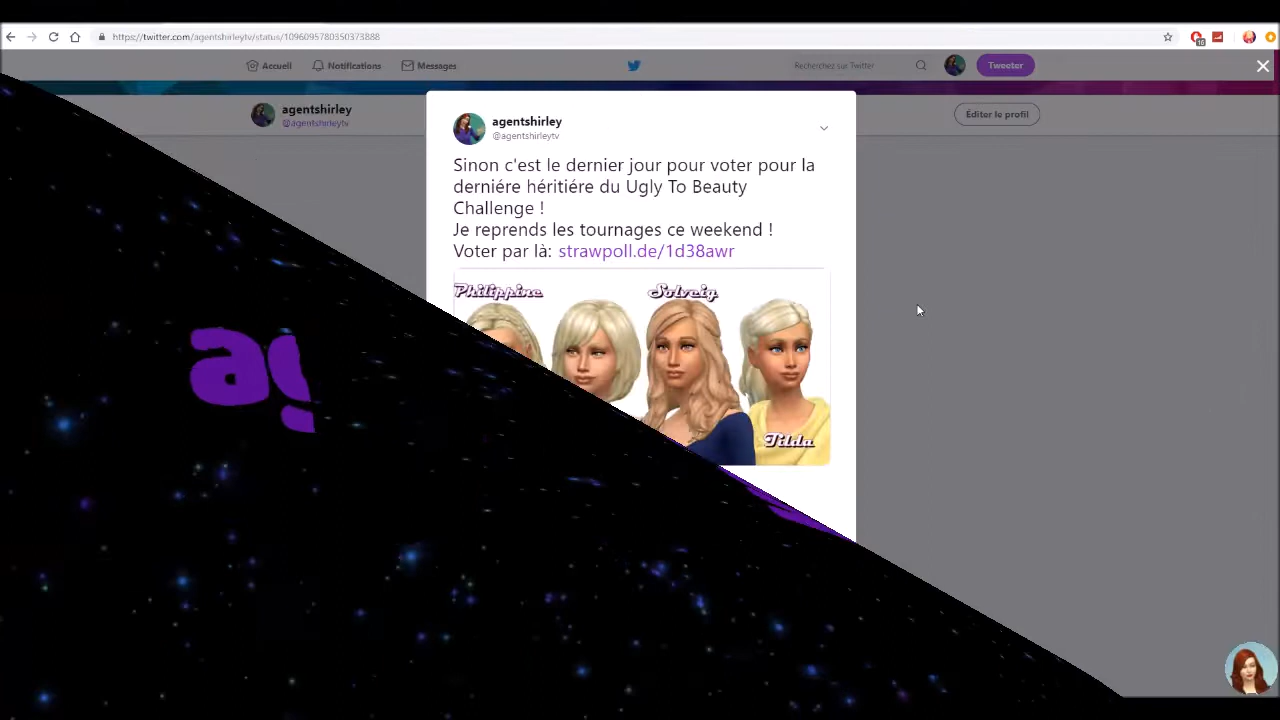 https://twitter.com/agentshirleytv/status/1096095780350373888
Accueil Notifications Messages Recherchez sur Twitter Tweeter
agentshirley
@agentshirleytv
Éditer le profil
agentshirley
@agentshirleytv
Sinon c'est le dernier jour pour voter pour la
derniére héritiére du Ugly To Beauty
Challenge !
Je reprends les tournages ce weekend !
Voter par là: strawpoll.de/1d38awr
Philippine Solveig
Tilda
ag